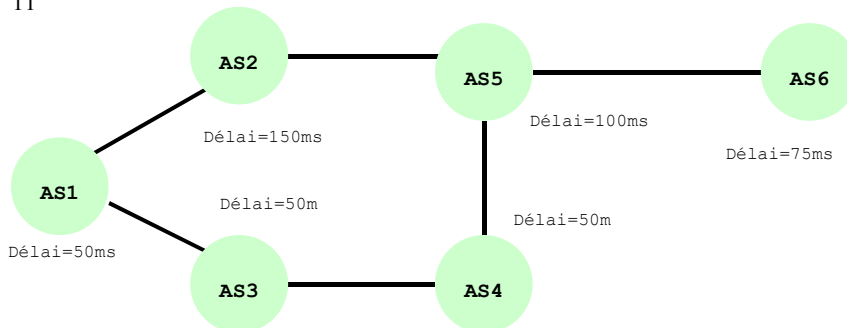 AS2
AS5
AS6
Délai=100ms
Délai=150ms
Délai=75ms
AS1
Délai=50m
Délai=50m
Délai=50ms
AS3
AS4